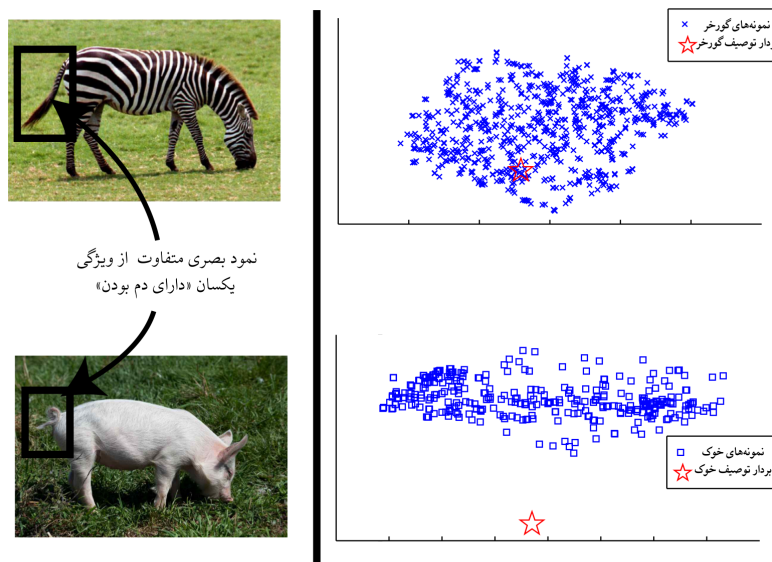 نمونه‌های گورخر
توصیف گورخر
نمود بصری متفاوت از ویژگی
یکسان «دارای دم بودن»
نمونه‌های خوک
بردار توصیف خوک